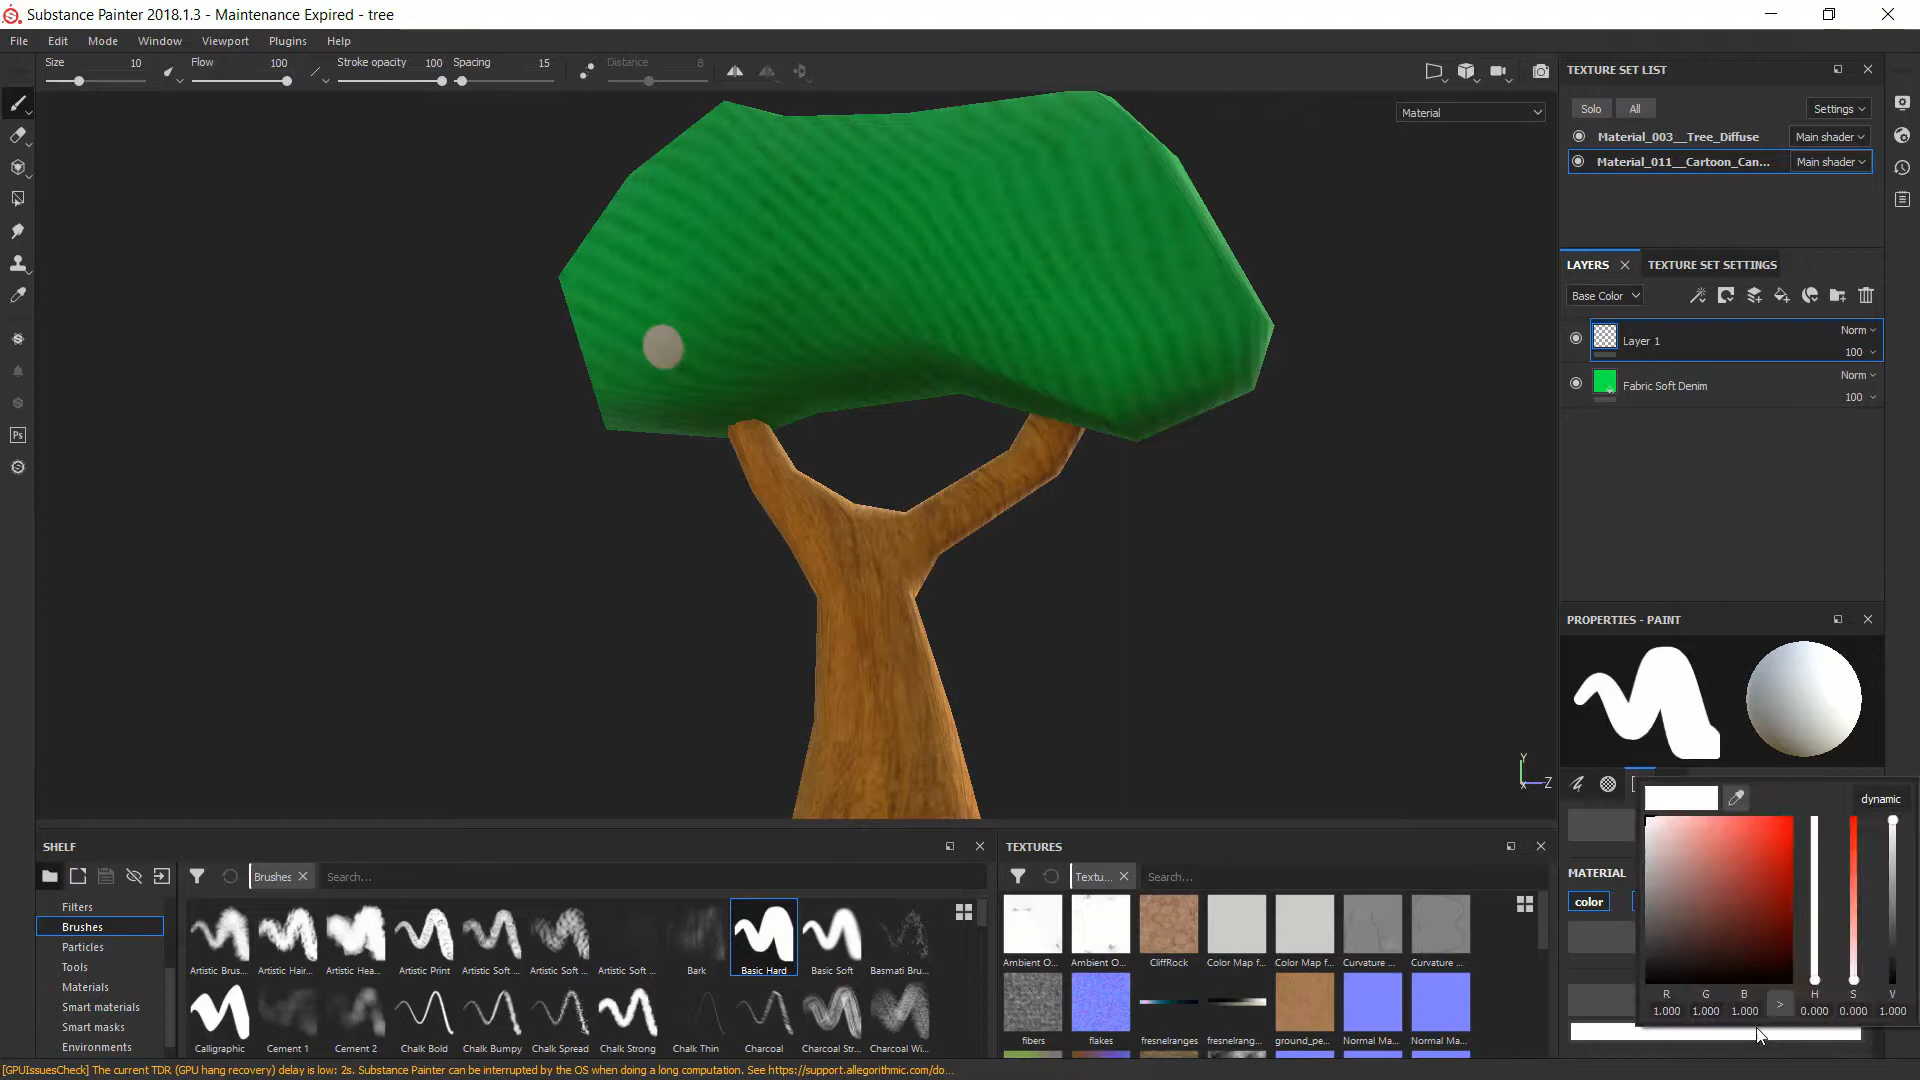 Substance Painter 2018.1.3 - Maintenance Expired - tree
File Edit Mode Window Viewport Plugins Help
Size 10 Flow 100 Stroke opacity 100 Spacing 15 Distance 8
Material
TEXTURE SET LIST
Solo All Settings
Material_003__Tree_Diffuse Main shader
Material_011__Cartoon_Can... Main shader
LAYERS TEXTURE SET SETTINGS
Base Color
Layer 1 Norm 100
Fabric Soft Denim Norm 100
PROPERTIES - PAINT
dynamic
MATERIAL
color
R G B H S V
1.000 1.000 1.000 > 0.000 0.000 1.000
Ps
Y
X Z
SHELF
Brushes Search...
Filters
Brushes
Particles
Tools
Materials
Smart materials
Smart masks
Environments
Artistic Brus... Artistic Hair... Artistic Hea... Artistic Print Artistic Soft ... Artistic Soft ... Artistic Soft ... Bark Basic Hard Basic Soft Basmati Bru...
Calligraphic Cement 1 Cement 2 Chalk Bold Chalk Bumpy Chalk Spread Chalk Strong Chalk Thin Charcoal Charcoal Str... Charcoal Wi...
TEXTURES
Textu... Search...
Ambient O... Ambient O... CliffRock Color Map f... Color Map f... Curvature ... Curvature ...
fibers flakes fresnelranges fresnelrang... ground_pe... Normal Ma... Normal Ma...
[GPUIssuesCheck] The current TDR (GPU hang recovery) delay is low: 2s. Substance Painter can be interrupted by the OS when doing a long computation. See https://support.allegorithmic.com/do...